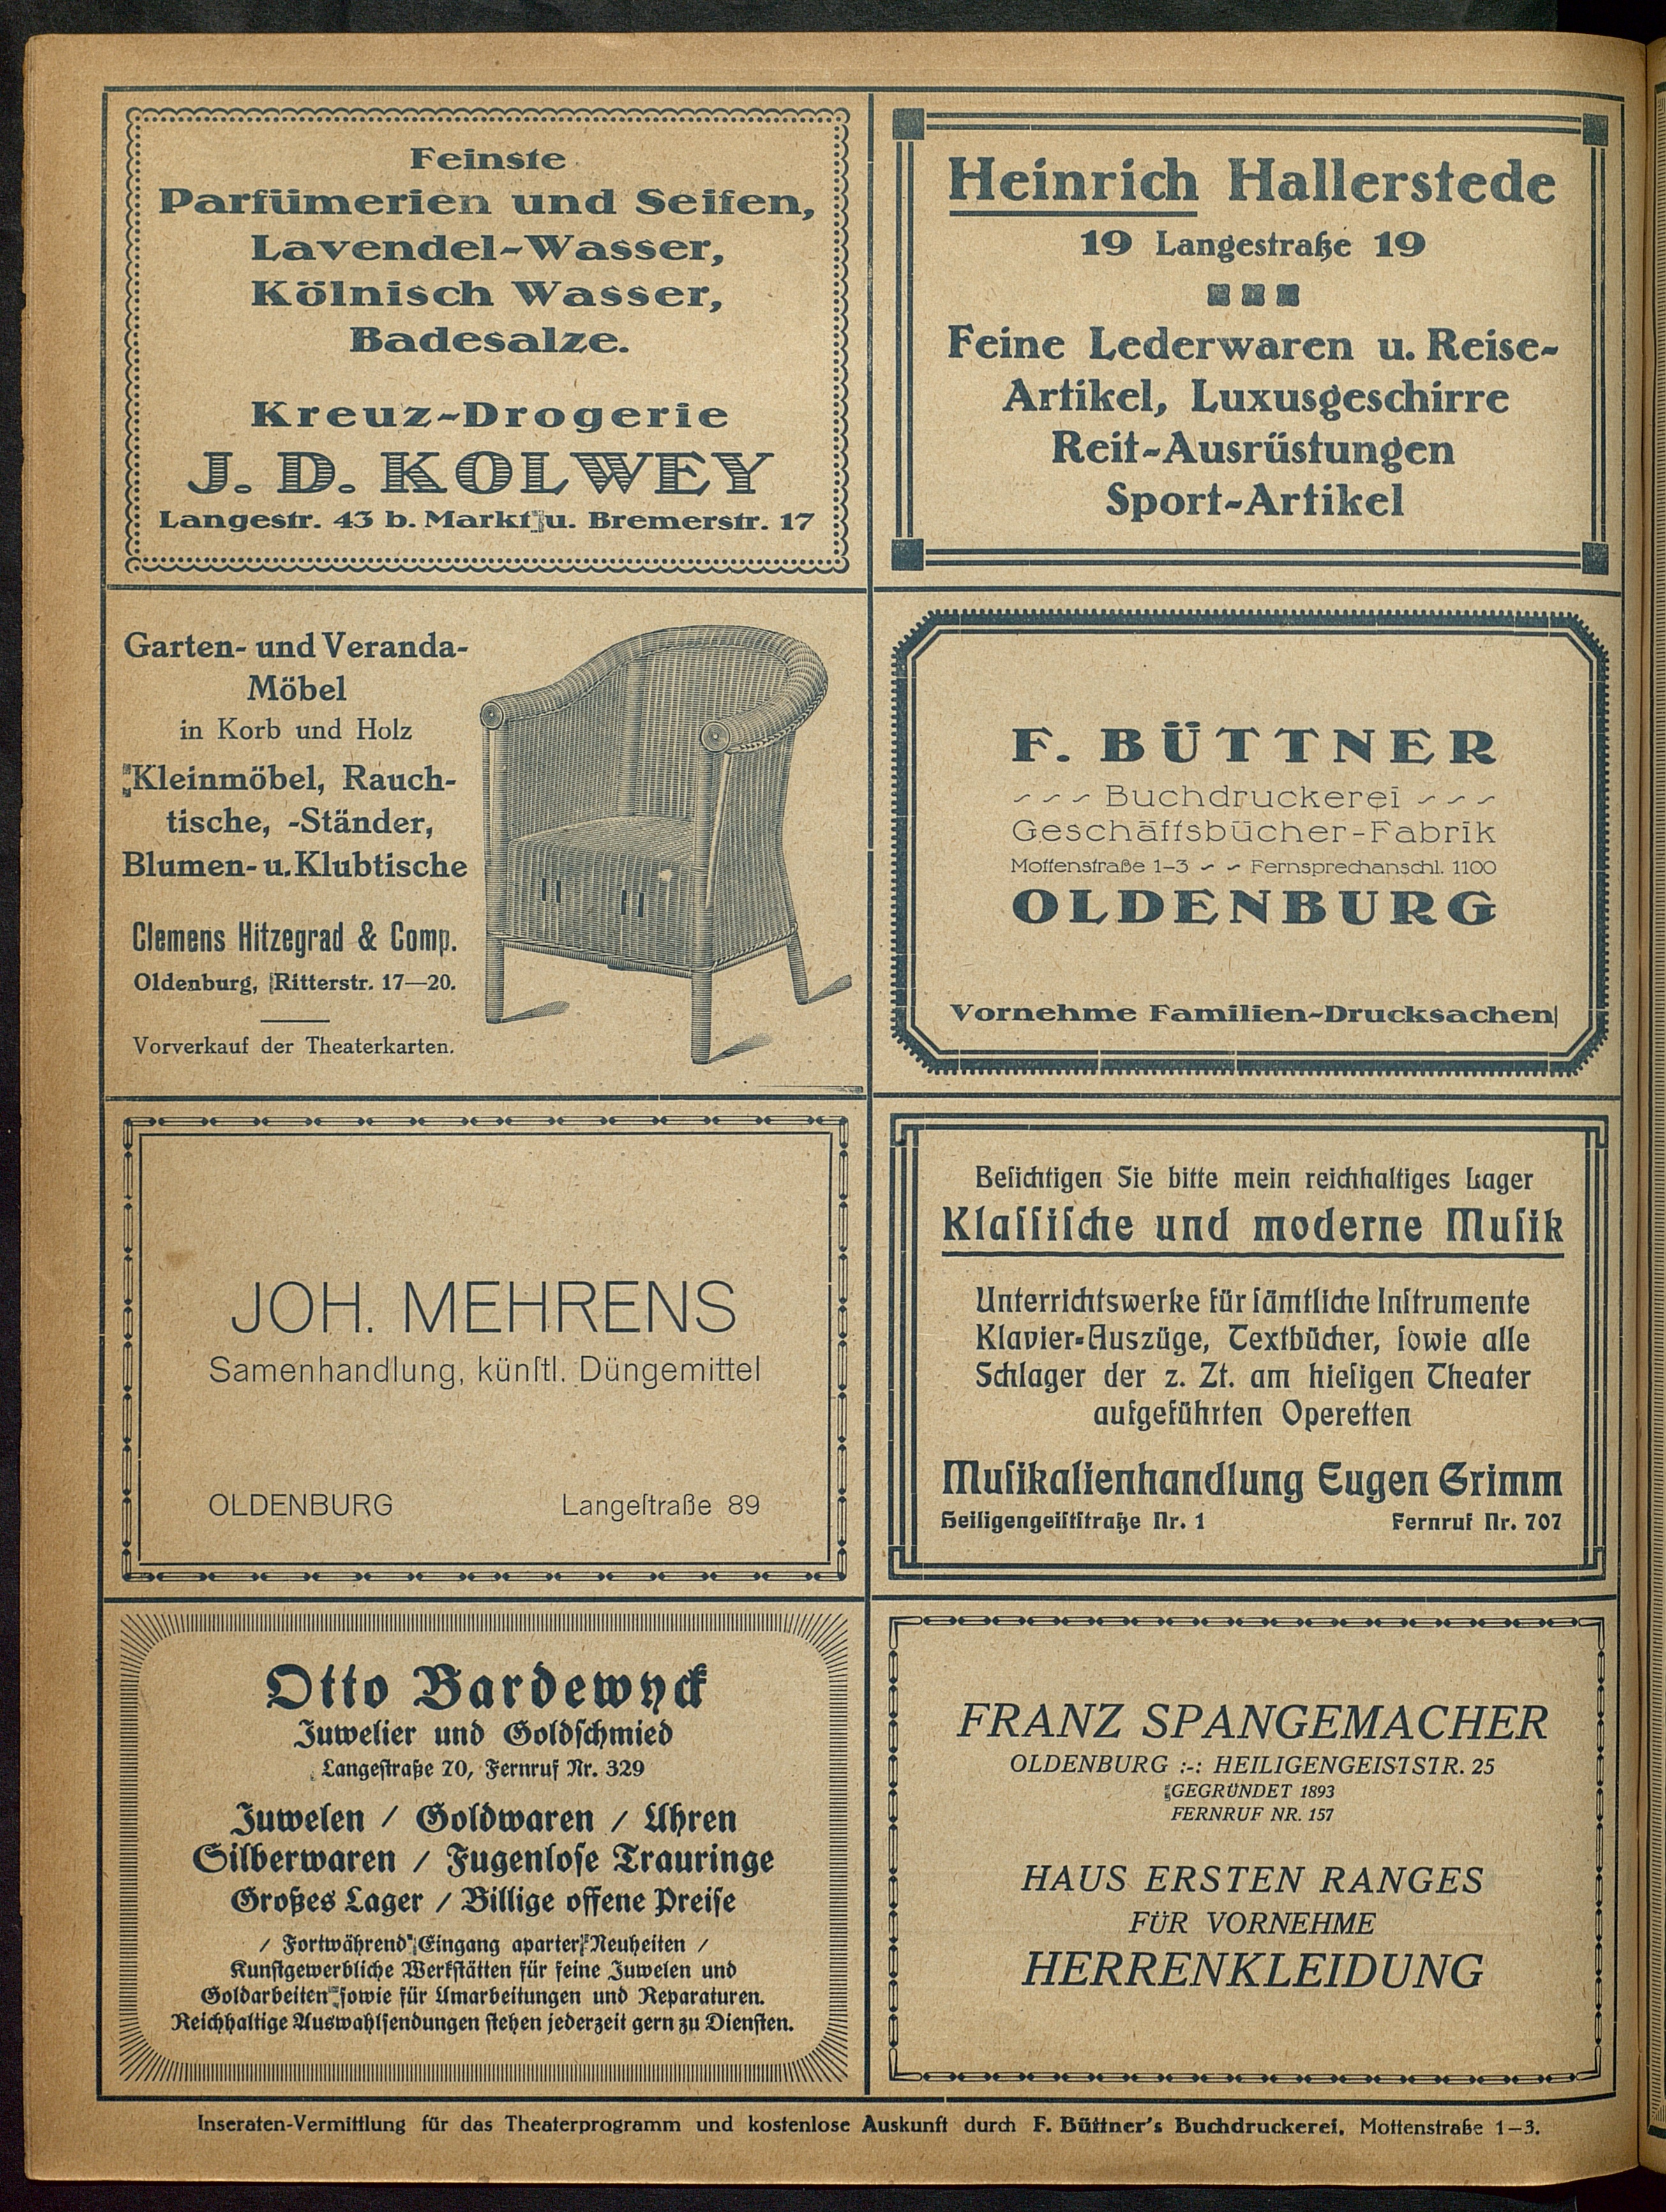 Feinste
Parfümerien und Seifen,
Lavendel-Wasser,
Kölnisch Wasser,
Badesalze.
Kreuz-Drogerie
J. D. KOLWEY
Langestr. 43 b. Markt u. Bremerstr. 17
Heinrich Hallerstede
19 Langestraße 19
Feine Lederwaren u. Reise-
Artikel, Luxusgeschirre
Reit-Ausrüstungen
Sport-Artikel
Garten- und Veranda-
Möbel
in Korb und Holz
Kleinmöbel, Rauch-
tische, -Ständer,
Blumen- u. Klubtische
Clemens Hitzegrad & Comp.
Oldenburg, Ritterstr. 17—20.
Vorverkauf der Theaterkarten.
F. BÜTTNER
Buchdruckerei
Geschäftsbücher-Fabrik
Mottenstraße 1-3 Fernsprechanschl. 1100
OLDENBURG
Vornehme Familien-Drucksachen
JOH. MEHRENS
Samenhandlung, künſtl. Düngemittel
OLDENBURG Langeſtraße 89
Beſichtigen Sie bitte mein reichhaltiges Lager
Klaſſiſche und moderne Muſik
Unterrichtswerke für ſämtliche Inſtrumente
Klavier-Auszüge, Textbücher, ſowie alle
Schlager der z. Zt. am hieſigen Theater
aufgeführten Operetten
Muſikalienhandlung Eugen Grimm
Heiligengeiſtſtraße Nr. 1 Fernruf Nr. 707
Otto Bardewyck
Juwelier und Goldſchmied
Langeſtraße 70, Fernruf Nr. 329
Juwelen / Goldwaren / Uhren
Silberwaren / Fugenloſe Trauringe
Großes Lager / Billige offene Preiſe
/ Fortwährend Eingang aparter Neuheiten /
Kunſtgewerbliche Werkſtätten für feine Juwelen und
Goldarbeiten ſowie für Umarbeitungen und Reparaturen.
Reichhaltige Auswahlſendungen ſtehen jederzeit gern zu Dienſten.
FRANZ SPANGEMACHER
OLDENBURG :-: HEILIGENGEISTSTR. 25
GEGRÜNDET 1893
FERNRUF NR. 157
HAUS ERSTEN RANGES
FÜR VORNEHME
HERRENKLEIDUNG
Inseraten-Vermittlung für das Theaterprogramm und kostenlose Auskunft durch F. Büttner's Buchdruckerei, Mottenstraße 1-3.